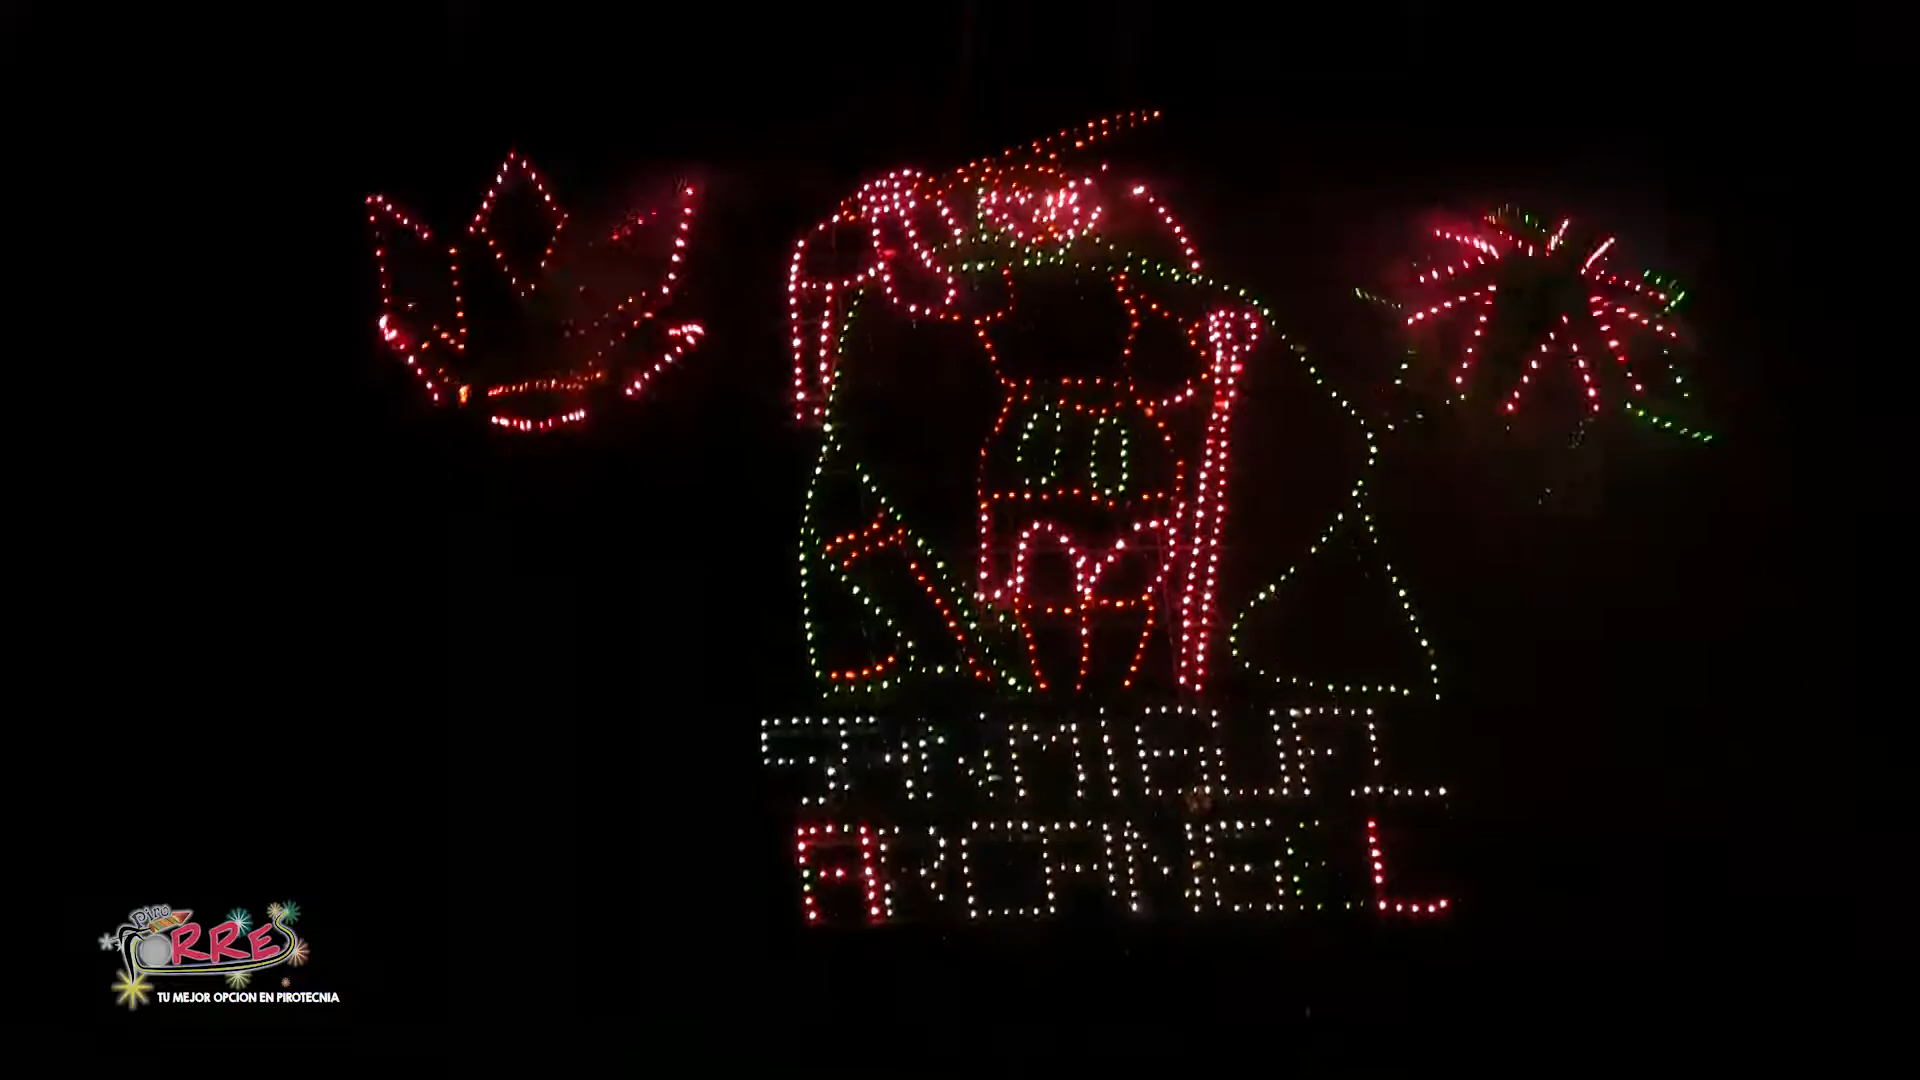 SAN MIGUEL
ARCANGEL
Piro
TORRES
TU MEJOR OPCION EN PIROTECNIA